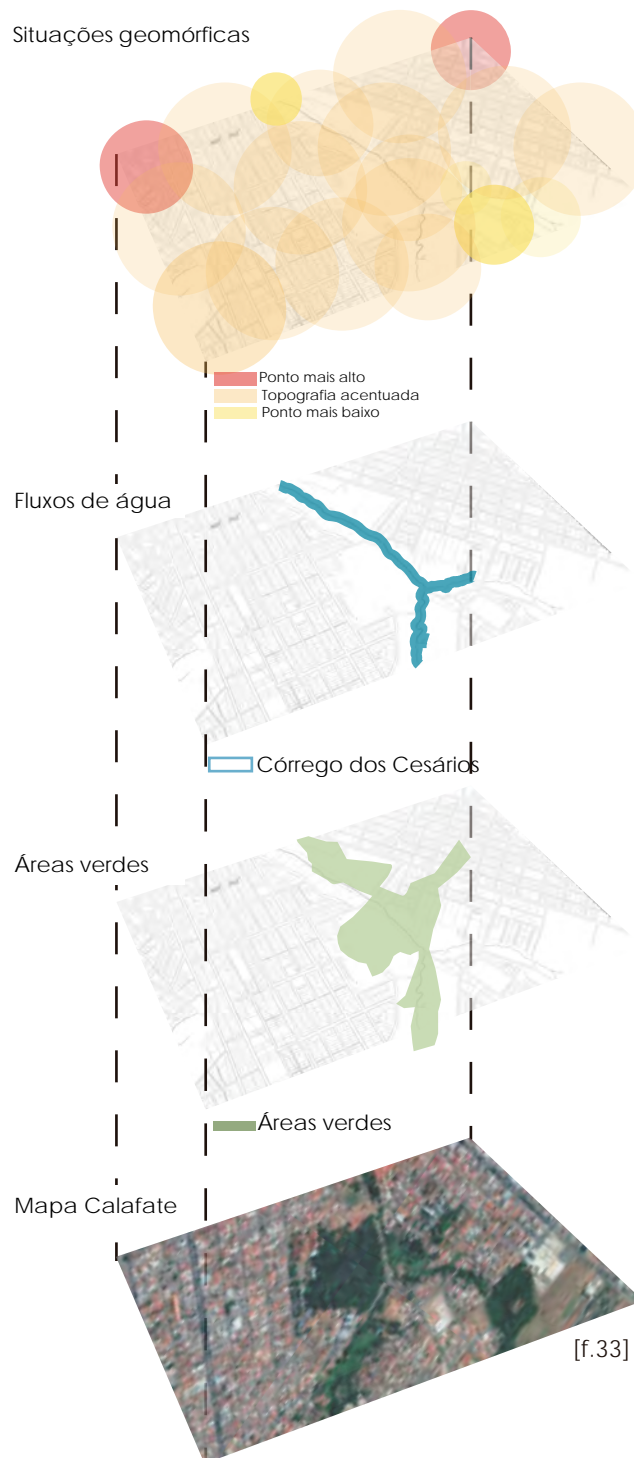 Situações geomórficas
Ponto mais alto
Topografia acentuada
Ponto mais baixo
Fluxos de água
Córrego dos Cesários
Áreas verdes
Áreas verdes
Mapa Calafate
[f.33]